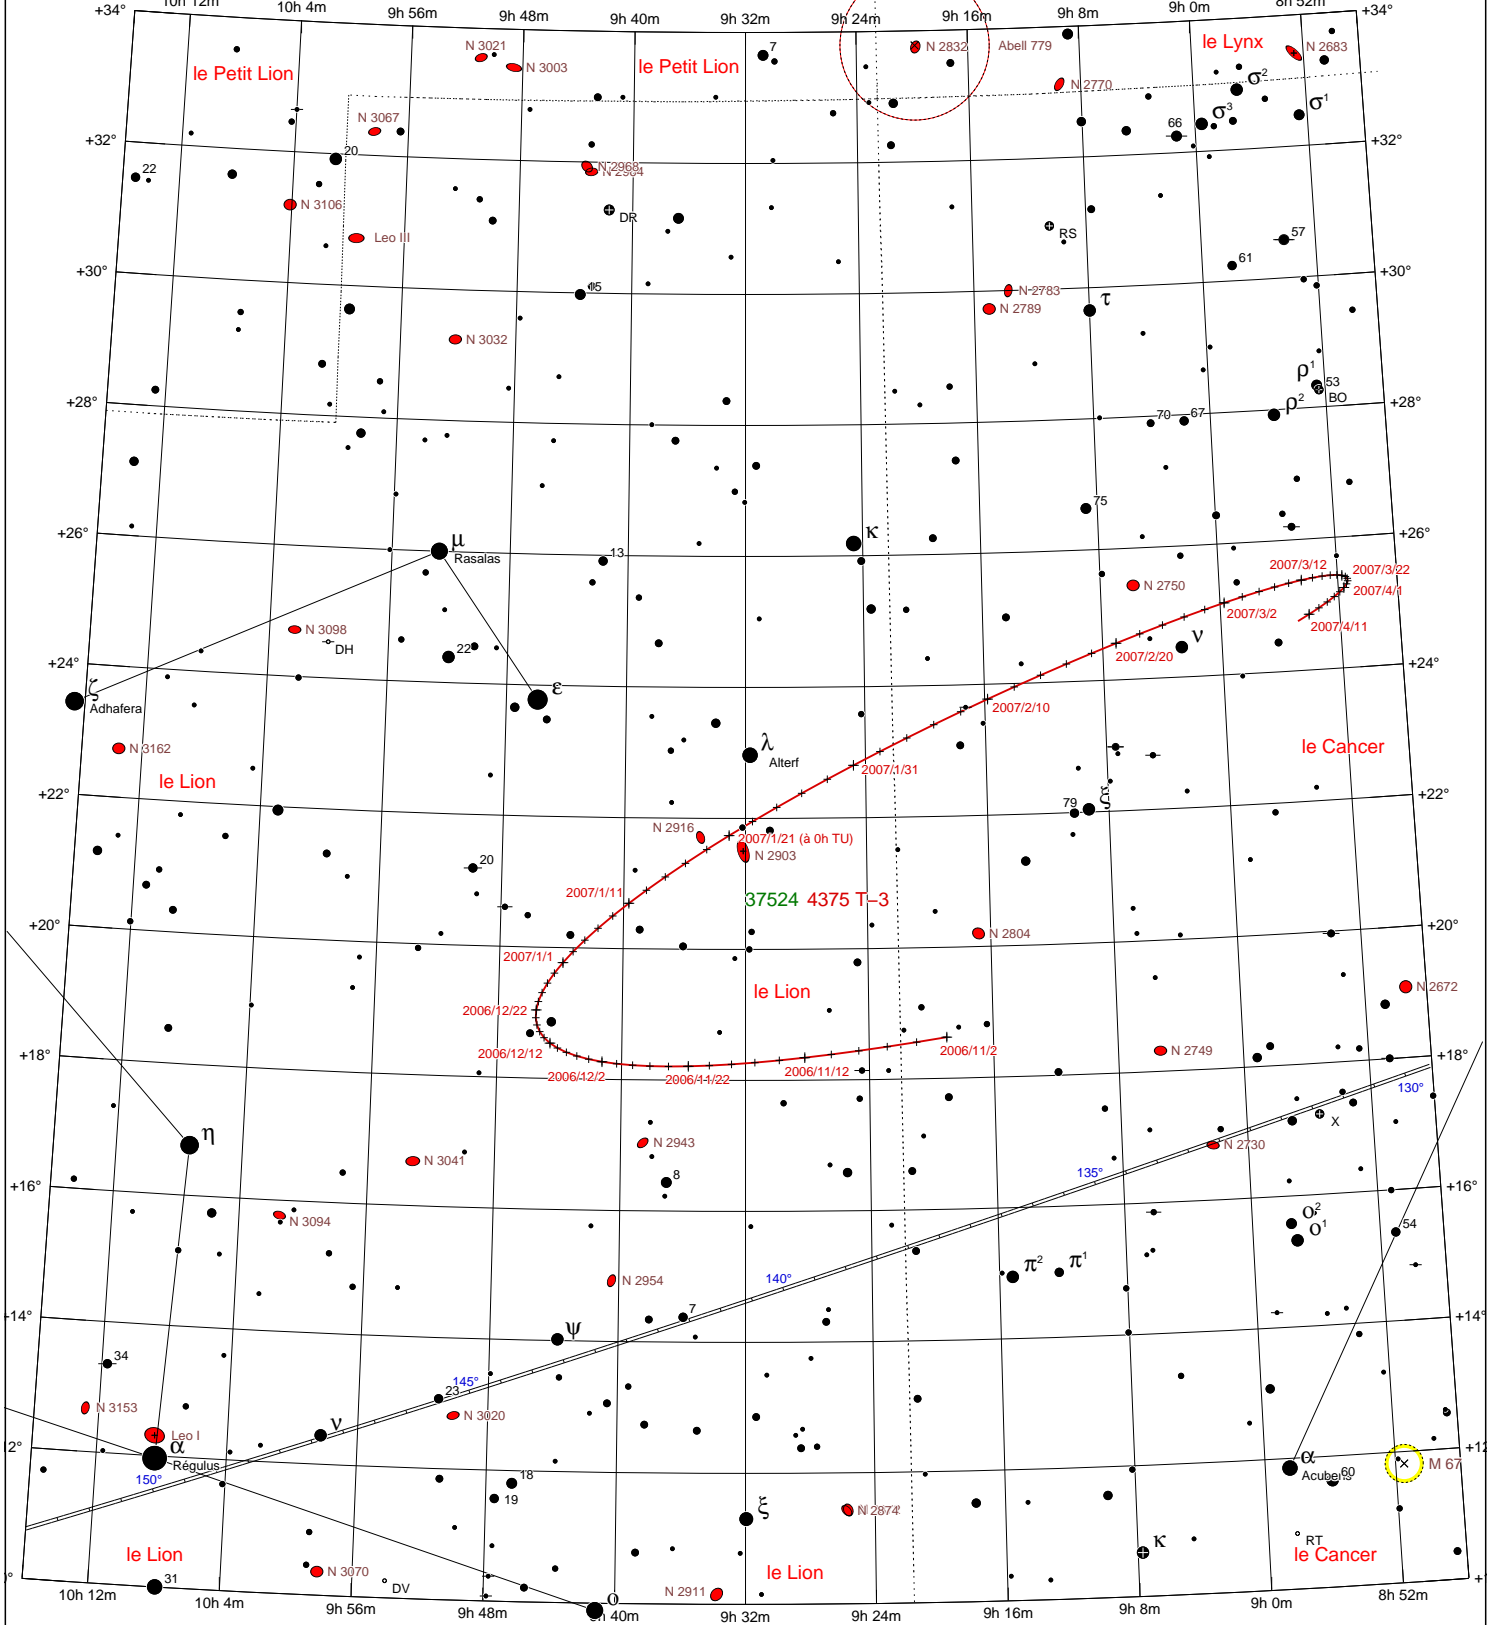 10h 12m
10h 4m
9h 56m
9h 48m
9h 40m
9h 32m
9h 24m
9h 16m
9h 8m
9h 0m
8h 52m
+34°
+34°
N 3021
N 3003
7
N 2832
Abell 779
le Lynx
N 2683
le Petit Lion
le Petit Lion
N 2770
σ²
σ³
σ¹
66
N 3067
+32°
+32°
20
22
N 2968
N 2964
N 3106
DR
RS
57
Leo III
61
+30°
+30°
15
N 2783
N 2789
τ
N 3032
ρ¹
53
BO
+28°
+28°
ρ²
70
67
75
+26°
+26°
μ
Rasalas
13
κ
2007/3/12
2007/3/22
2007/4/1
N 2750
2007/3/2
2007/4/11
N 3098
DH
22
ν
2007/2/20
+24°
+24°
ζ
Adhafera
ε
2007/2/10
N 3162
λ
Alterf
le Cancer
le Lion
2007/1/31
+22°
+22°
79
ξ
N 2916
2007/1/21 (à 0h TU)
N 2903
20
2007/1/11
37524 4375 T−3
+20°
+20°
N 2804
2007/1/1
le Lion
N 2672
2006/12/22
2006/12/12
2006/11/2
N 2749
+18°
+18°
2006/12/2
2006/11/22
2006/11/12
130°
η
N 2943
X
N 2730
N 3041
135°
8
+16°
+16°
N 3094
ο²
ο¹
54
π²
π¹
N 2954
140°
7
+14°
+14°
ψ
34
145°
23
N 3153
N 3020
ν
Leo I
α
Régulus
α
Acubens
60
M 67
150°
18
19
ξ
N 2874
κ
RT
le Lion
le Cancer
N 3070
DV
le Lion
31
N 2911
ο
10h 12m
10h 4m
9h 56m
9h 48m
9h 40m
9h 32m
9h 24m
9h 16m
9h 8m
9h 0m
8h 52m